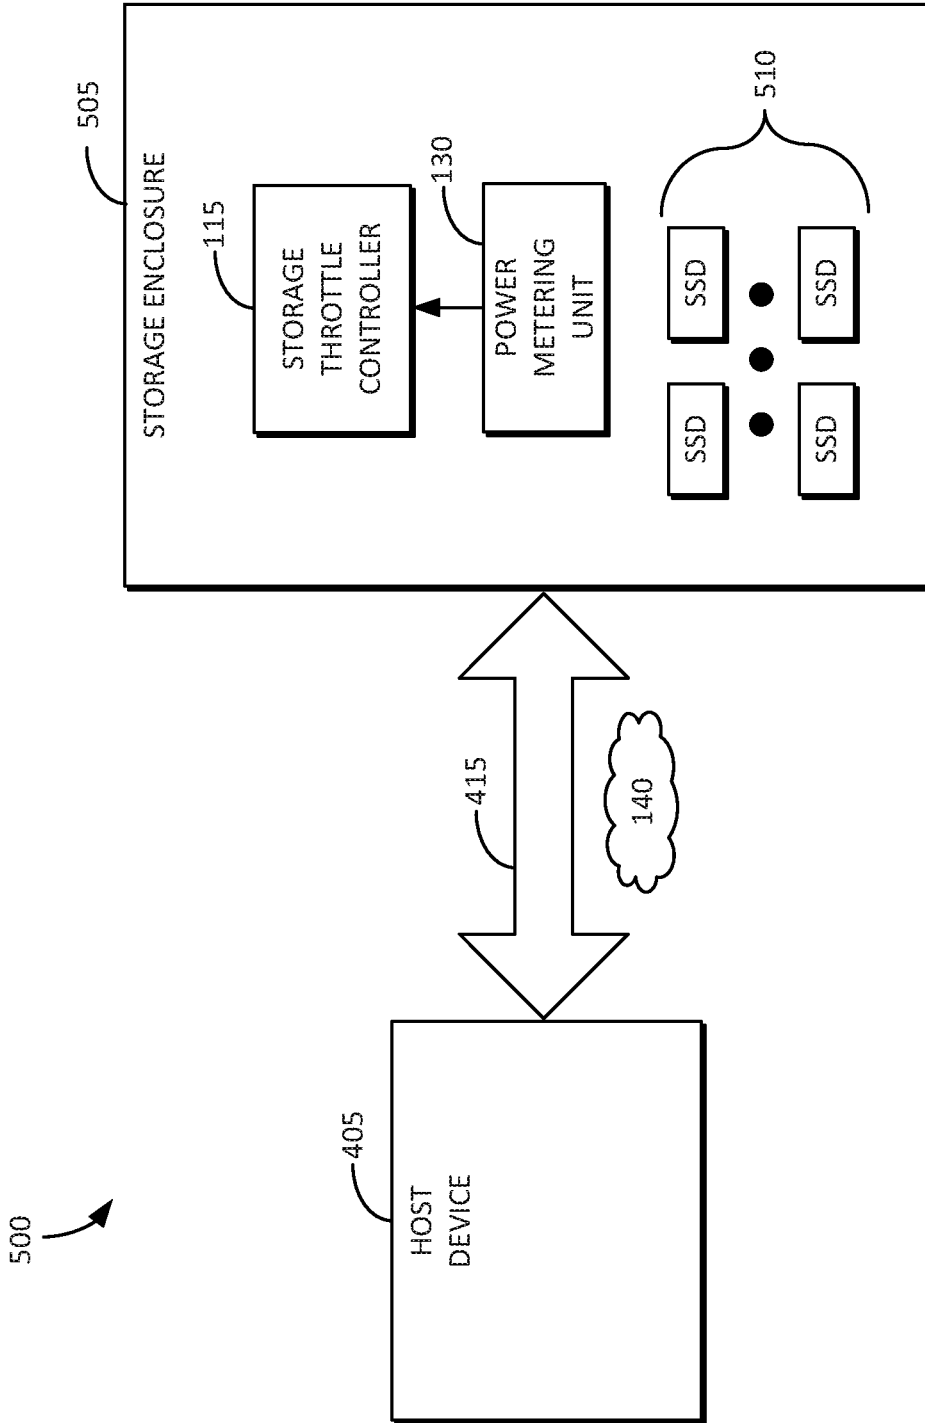 500
405
HOST
DEVICE
415
140
505
STORAGE ENCLOSURE
115
STORAGE
THROTTLE
CONTROLLER
130
POWER
METERING
UNIT
SSD
SSD
SSD
SSD
510